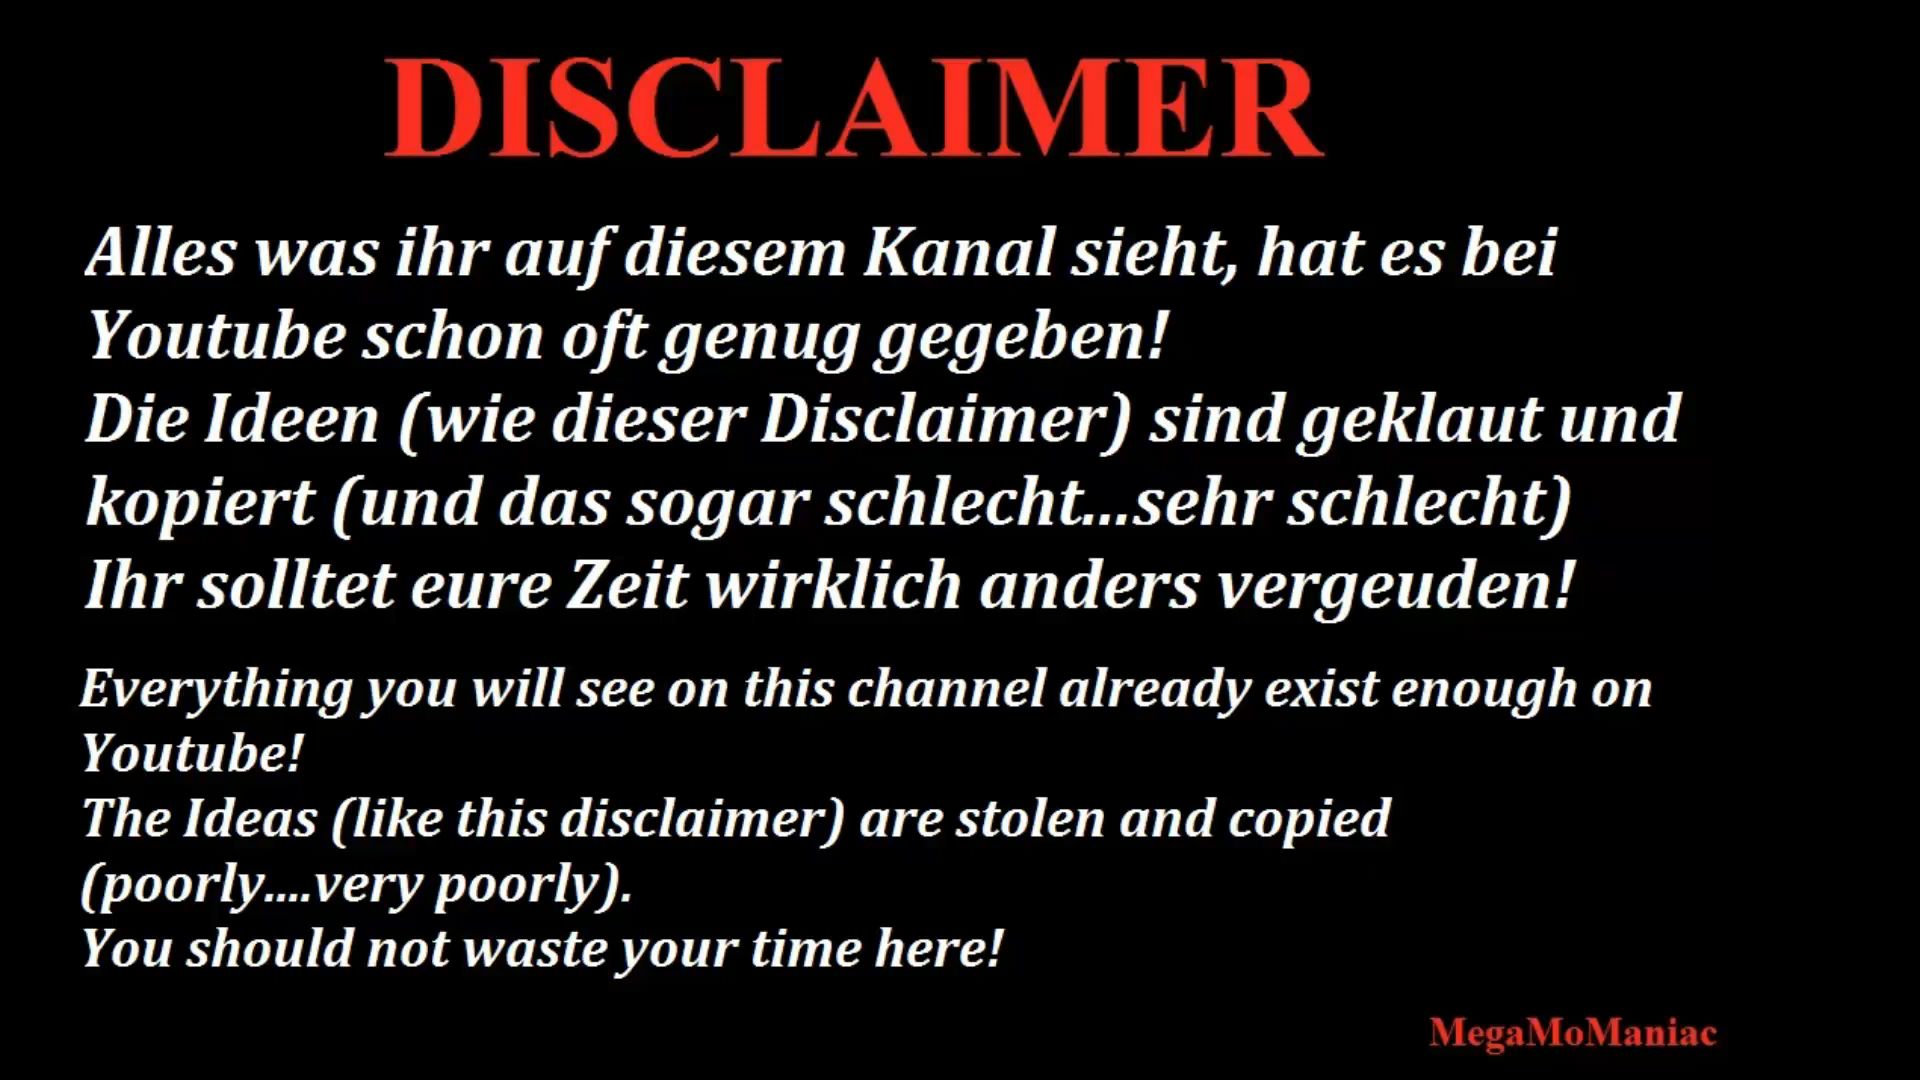 DISCLAIMER
Alles was ihr auf diesem Kanal sieht, hat es bei
Youtube schon oft genug gegeben!
Die Ideen (wie dieser Disclaimer) sind geklaut und
kopiert (und das sogar schlecht...sehr schlecht)
Ihr solltet eure Zeit wirklich anders vergeuden!
Everything you will see on this channel already exist enough on
Youtube!
The Ideas (like this disclaimer) are stolen and copied
(poorly....very poorly).
You should not waste your time here!
MegaMoManiac